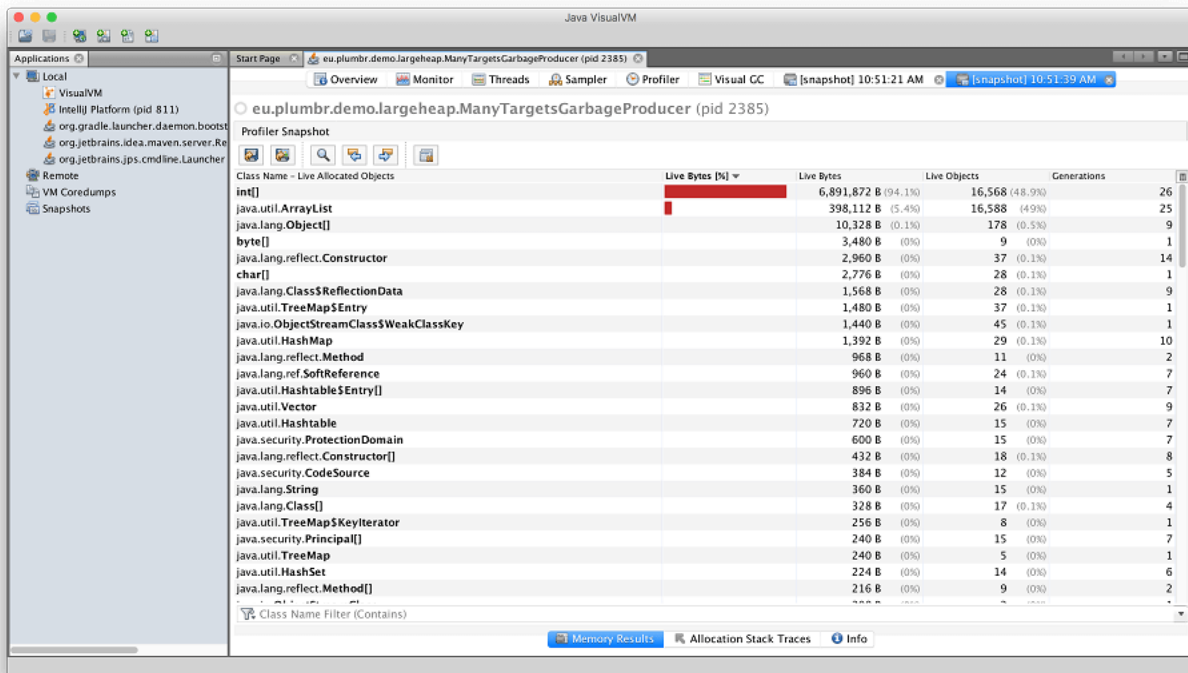 Java VisualVM
Applications
Start Page eu.plumbr.demo.largeheap.ManyTargetsGarbageProducer (pid 2385)
Local
VisualVM
IntelliJ Platform (pid 811)
org.gradle.launcher.daemon.bootst
org.jetbrains.idea.maven.server.Re
org.jetbrains.jps.cmdline.Launcher
Remote
VM Coredumps
Snapshots
Overview Monitor Threads Sampler Profiler Visual GC [snapshot] 10:51:21 AM [snapshot] 10:51:39 AM
eu.plumbr.demo.largeheap.ManyTargetsGarbageProducer (pid 2385)
Profiler Snapshot
Class Name – Live Allocated Objects Live Bytes [%] Live Bytes Live Objects Generations
int[] 6,891,872 B (94.1%) 16,568 (48.9%) 26
java.util.ArrayList 398,112 B (5.4%) 16,588 (49%) 25
java.lang.Object[] 10,328 B (0.1%) 178 (0.5%) 9
byte[] 3,480 B (0%) 9 (0%) 1
java.lang.reflect.Constructor 2,960 B (0%) 37 (0.1%) 14
char[] 2,776 B (0%) 28 (0.1%) 1
java.lang.Class$ReflectionData 1,568 B (0%) 28 (0.1%) 9
java.util.TreeMap$Entry 1,480 B (0%) 37 (0.1%) 1
java.io.ObjectStreamClass$WeakClassKey 1,440 B (0%) 45 (0.1%) 1
java.util.HashMap 1,392 B (0%) 29 (0.1%) 10
java.lang.reflect.Method 968 B (0%) 11 (0%) 2
java.lang.ref.SoftReference 960 B (0%) 24 (0.1%) 7
java.util.Hashtable$Entry[] 896 B (0%) 14 (0%) 7
java.util.Vector 832 B (0%) 26 (0.1%) 9
java.util.Hashtable 720 B (0%) 15 (0%) 7
java.security.ProtectionDomain 600 B (0%) 15 (0%) 7
java.lang.reflect.Constructor[] 432 B (0%) 18 (0.1%) 8
java.security.CodeSource 384 B (0%) 12 (0%) 5
java.lang.String 360 B (0%) 15 (0%) 1
java.lang.Class[] 328 B (0%) 17 (0.1%) 4
java.util.TreeMap$KeyIterator 256 B (0%) 8 (0%) 1
java.security.Principal[] 240 B (0%) 15 (0%) 7
java.util.TreeMap 240 B (0%) 5 (0%) 1
java.util.HashSet 224 B (0%) 14 (0%) 6
java.lang.reflect.Method[] 216 B (0%) 9 (0%) 2
Class Name Filter (Contains)
Memory Results Allocation Stack Traces Info